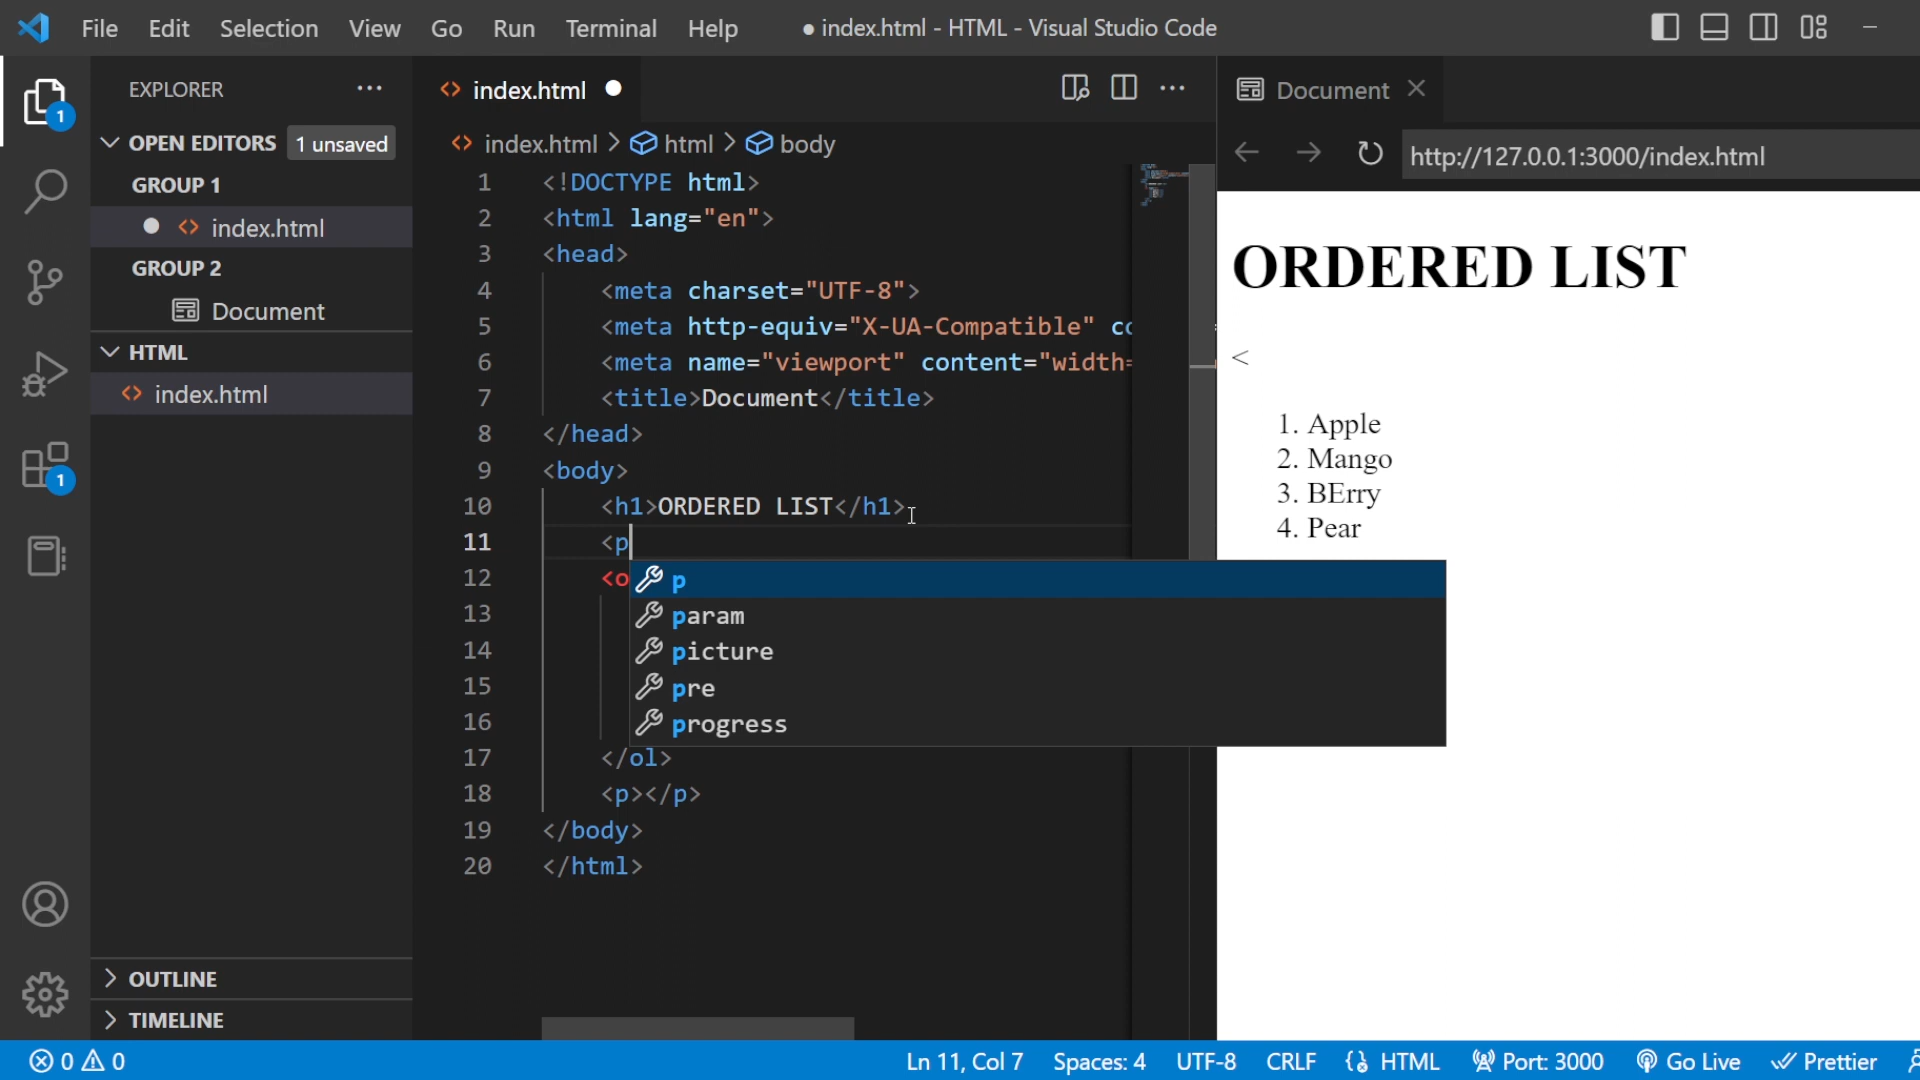 File Edit Selection View Go Run Terminal Help ● index.html - HTML - Visual Studio Code
EXPLORER ···
OPEN EDITORS 1 unsaved
GROUP 1
index.html
GROUP 2
Document
HTML
index.html
OUTLINE
TIMELINE
1
1
index.html
index.html > html > body
1 <!DOCTYPE html>
2 <html lang="en">
3 <head>
4 <meta charset="UTF-8">
5 <meta http-equiv="X-UA-Compatible" co
6 <meta name="viewport" content="width=
7 <title>Document</title>
8 </head>
9 <body>
10 <h1>ORDERED LIST</h1>
11 <p
12 <o
13
14
15
16
17 </ol>
18 <p></p>
19 </body>
20 </html>
p
param
picture
pre
progress
Document
http://127.0.0.1:3000/index.html
ORDERED LIST
<
1. Apple
2. Mango
3. BErry
4. Pear
0 0 Ln 11, Col 7 Spaces: 4 UTF-8 CRLF HTML Port: 3000 Go Live Prettier